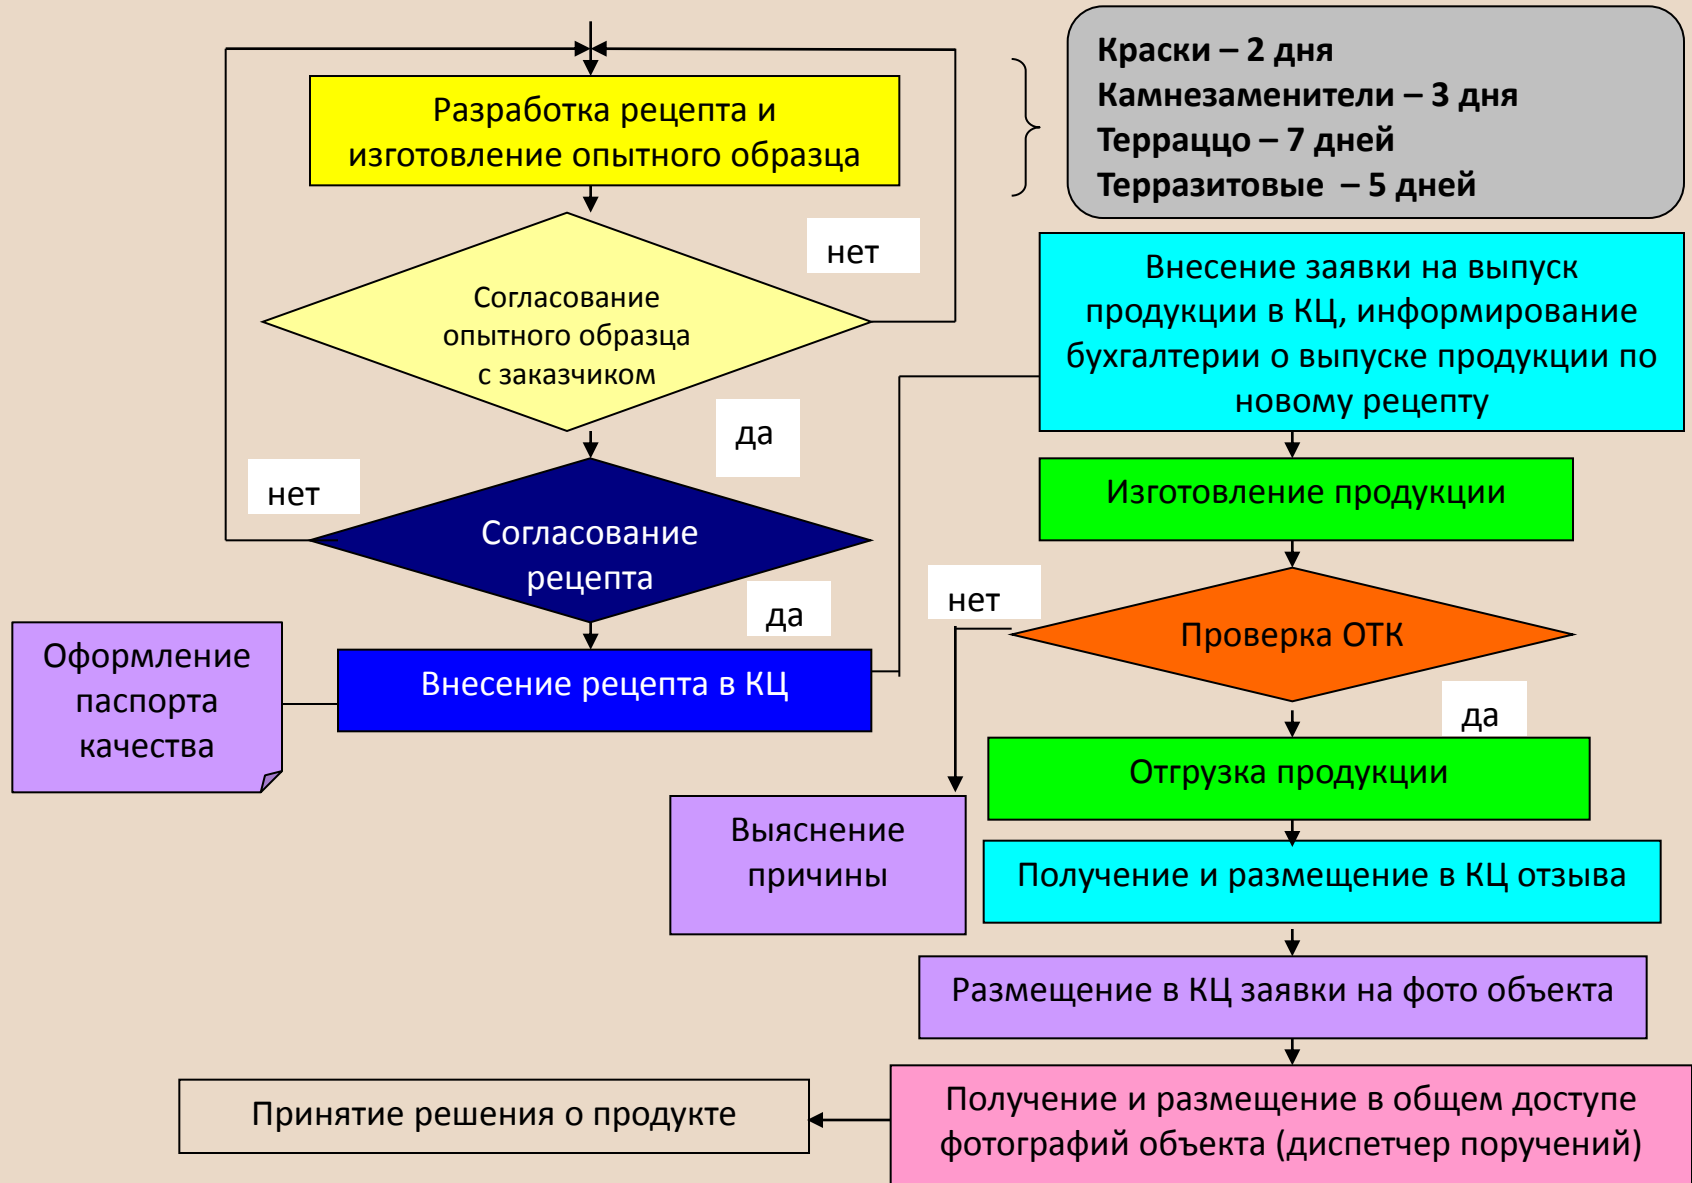 Краски – 2 дня
Камнезаменители – 3 дня
Терраццо – 7 дней
Терразитовые – 5 дней
Разработка рецепта и
изготовление опытного образца
нет
Согласование
опытного образца
с заказчиком
да
нет
Согласование
рецепта
да
Оформление
паспорта
качества
Внесение рецепта в КЦ
Внесение заявки на выпуск
продукции в КЦ, информирование
бухгалтерии о выпуске продукции по
новому рецепту
Изготовление продукции
нет
Проверка ОТК
да
Выяснение
причины
Отгрузка продукции
Получение и размещение в КЦ отзыва
Размещение в КЦ заявки на фото объекта
Получение и размещение в общем доступе
фотографий объекта (диспетчер поручений)
Принятие решения о продукте